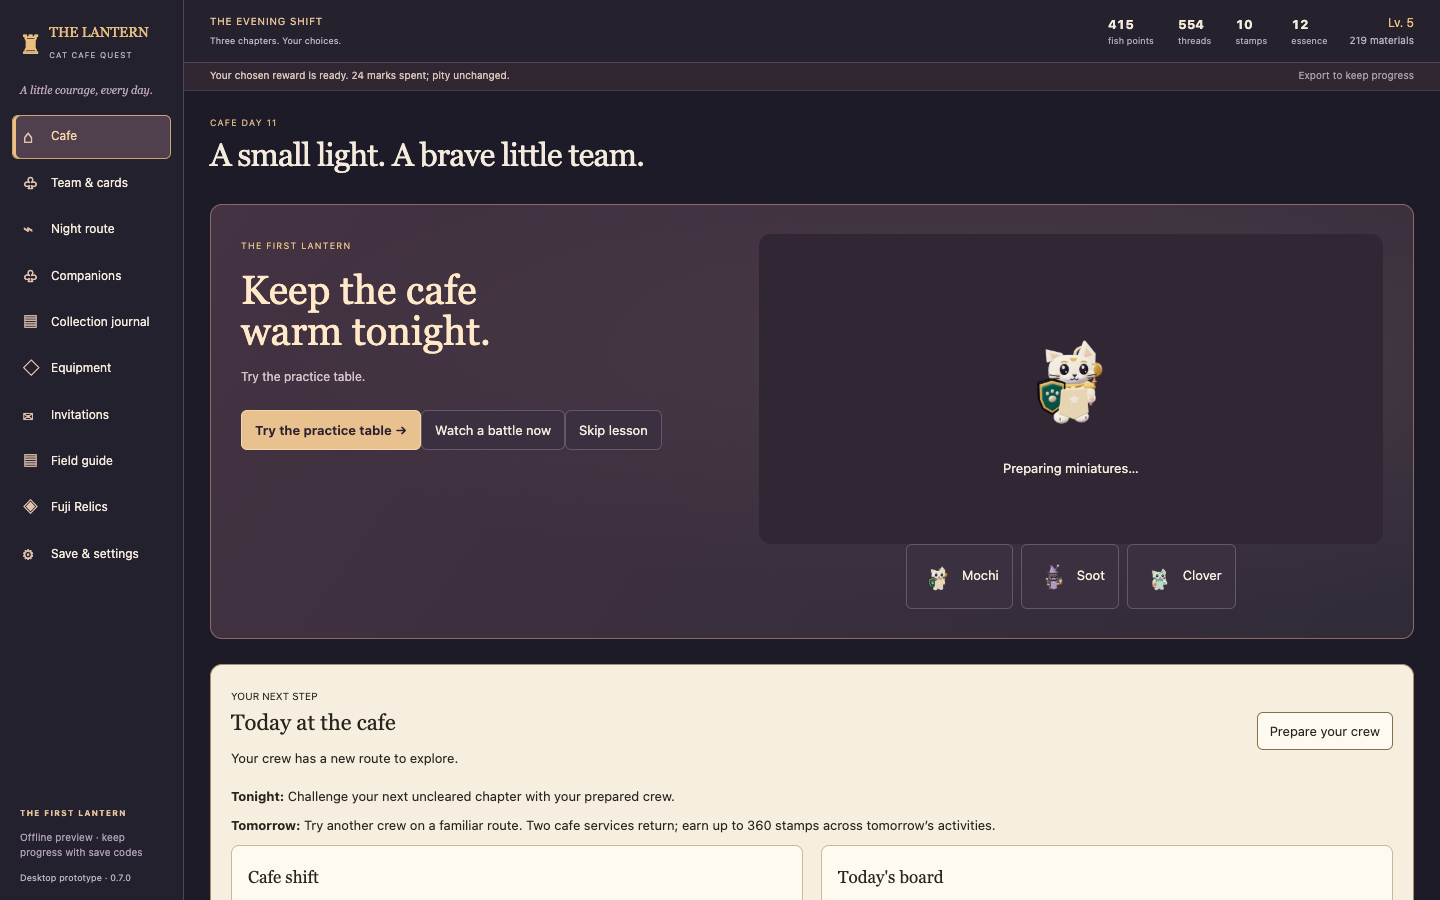 THE LANTERN
CAT CAFE QUEST
A little courage, every day.
Cafe
Team & cards
Night route
Companions
Collection journal
Equipment
Invitations
Field guide
Fuji Relics
Save & settings
THE FIRST LANTERN
Offline preview · keep
progress with save codes
Desktop prototype · 0.7.0
THE EVENING SHIFT
Three chapters. Your choices.
415
fish points
554
threads
10
stamps
12
essence
Lv. 5
219 materials
Your chosen reward is ready. 24 marks spent; pity unchanged.
Export to keep progress
CAFE DAY 11
A small light. A brave little team.
THE FIRST LANTERN
Keep the cafe
warm tonight.
Try the practice table.
Try the practice table →
Watch a battle now
Skip lesson
Preparing miniatures…
Mochi
Soot
Clover
YOUR NEXT STEP
Today at the cafe
Your crew has a new route to explore.
Prepare your crew
Tonight: Challenge your next uncleared chapter with your prepared crew.
Tomorrow: Try another crew on a familiar route. Two cafe services return; earn up to 360 stamps across tomorrow’s activities.
Cafe shift
Today's board